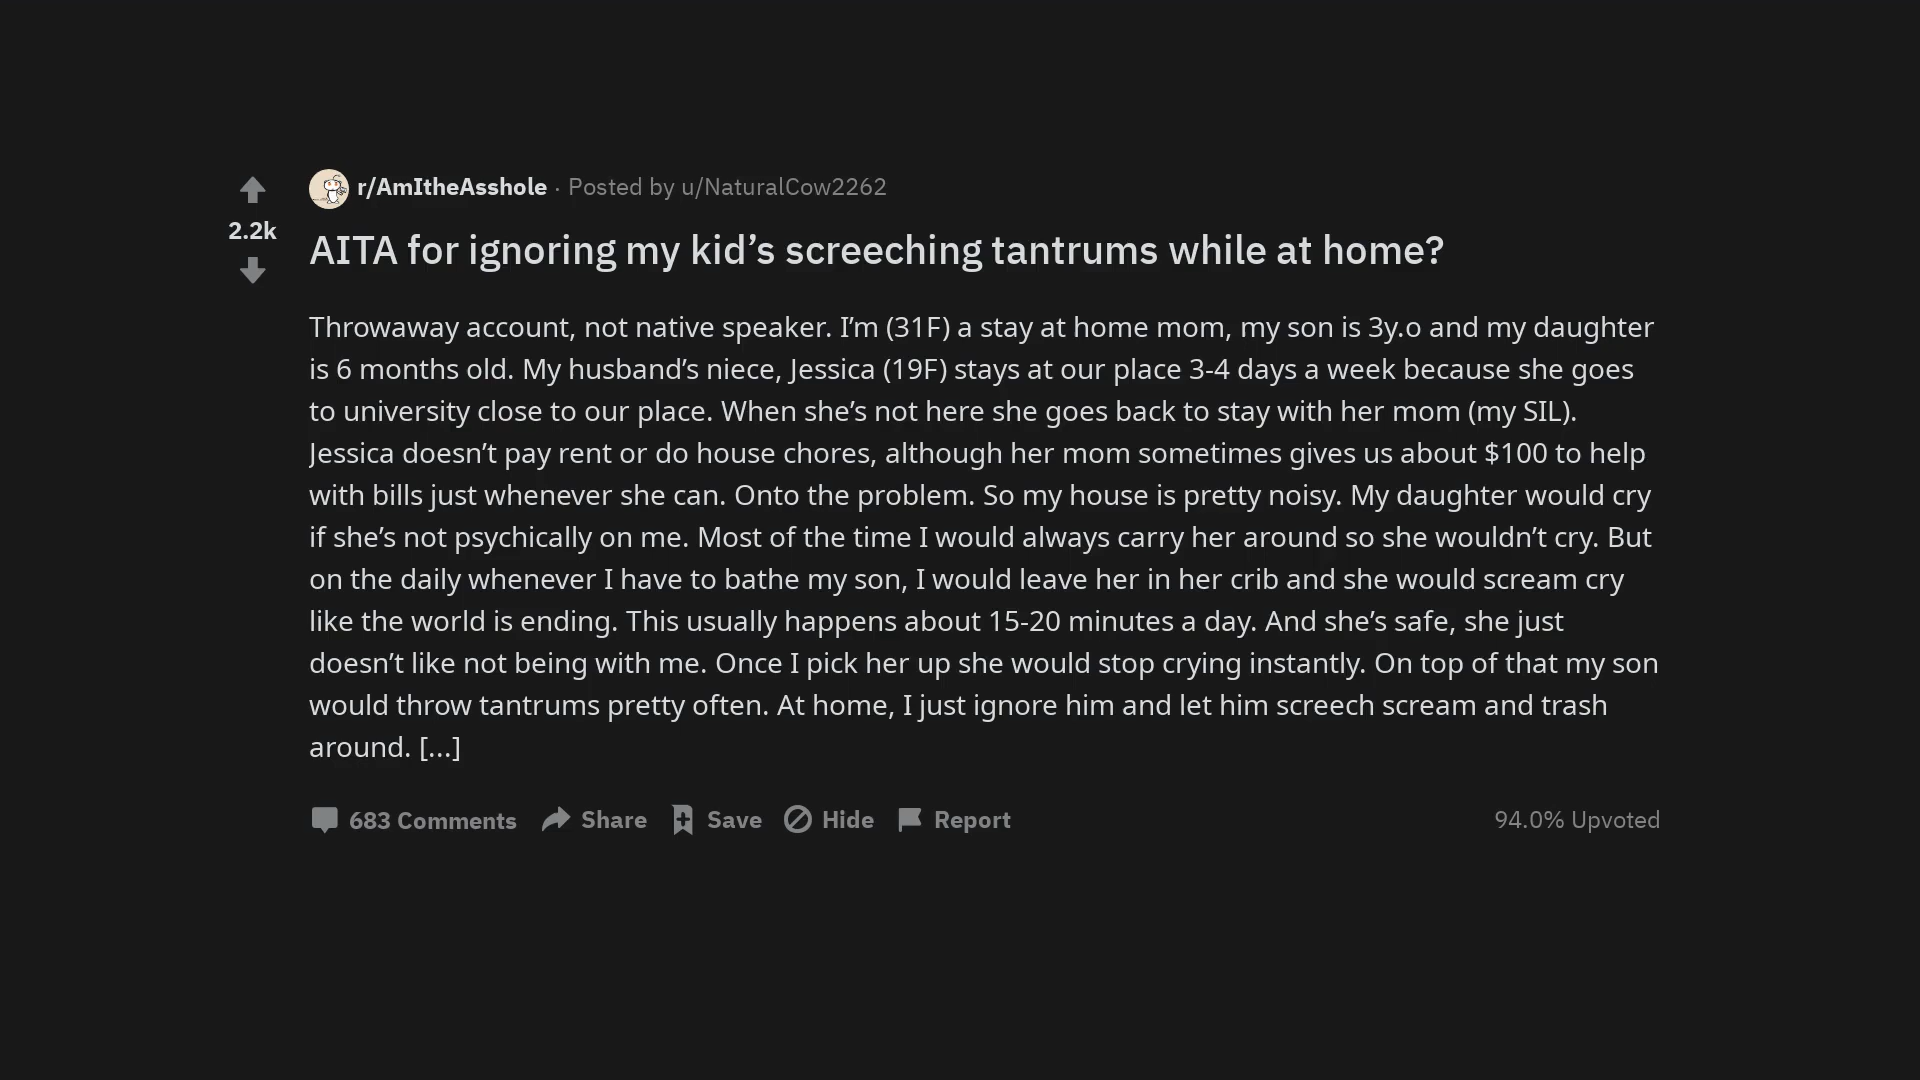 r/AmItheAsshole · Posted by u/NaturalCow2262
2.2k
AITA for ignoring my kid’s screeching tantrums while at home?
Throwaway account, not native speaker. I’m (31F) a stay at home mom, my son is 3y.o and my daughter
is 6 months old. My husband’s niece, Jessica (19F) stays at our place 3-4 days a week because she goes
to university close to our place. When she’s not here she goes back to stay with her mom (my SIL).
Jessica doesn’t pay rent or do house chores, although her mom sometimes gives us about $100 to help
with bills just whenever she can. Onto the problem. So my house is pretty noisy. My daughter would cry
if she’s not psychically on me. Most of the time I would always carry her around so she wouldn’t cry. But
on the daily whenever I have to bathe my son, I would leave her in her crib and she would scream cry
like the world is ending. This usually happens about 15-20 minutes a day. And she’s safe, she just
doesn’t like not being with me. Once I pick her up she would stop crying instantly. On top of that my son
would throw tantrums pretty often. At home, I just ignore him and let him screech scream and trash
around. [...]
683 Comments Share Save Hide Report 94.0% Upvoted